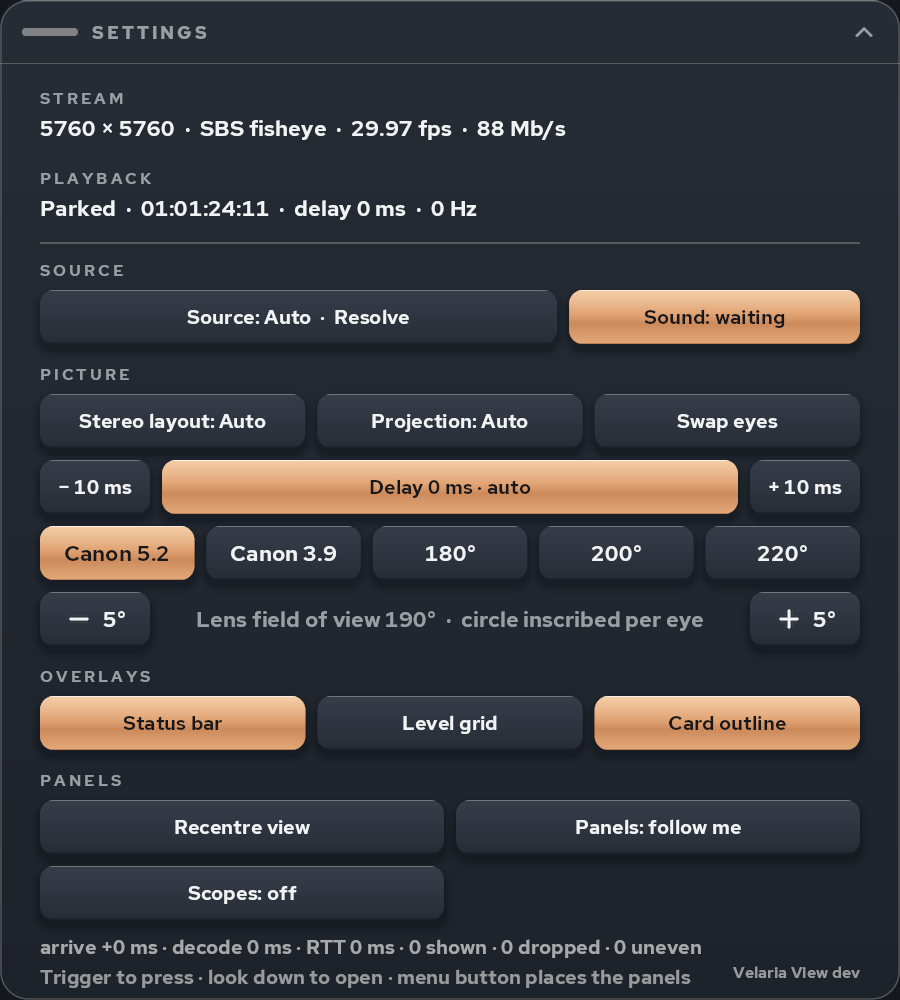 SETTINGS
STREAM
5760 × 5760 · SBS fisheye · 29.97 fps · 88 Mb/s
PLAYBACK
Parked · 01:01:24:11 · delay 0 ms · 0 Hz
SOURCE
Source: Auto · Resolve
Sound: waiting
PICTURE
Stereo layout: Auto
Projection: Auto
Swap eyes
− 10 ms
Delay 0 ms · auto
+ 10 ms
Canon 5.2
Canon 3.9
180°
200°
220°
− 5°
Lens field of view 190° · circle inscribed per eye
+ 5°
OVERLAYS
Status bar
Level grid
Card outline
PANELS
Recentre view
Panels: follow me
Scopes: off
arrive +0 ms · decode 0 ms · RTT 0 ms · 0 shown · 0 dropped · 0 uneven
Trigger to press · look down to open · menu button places the panels
Velaria View dev